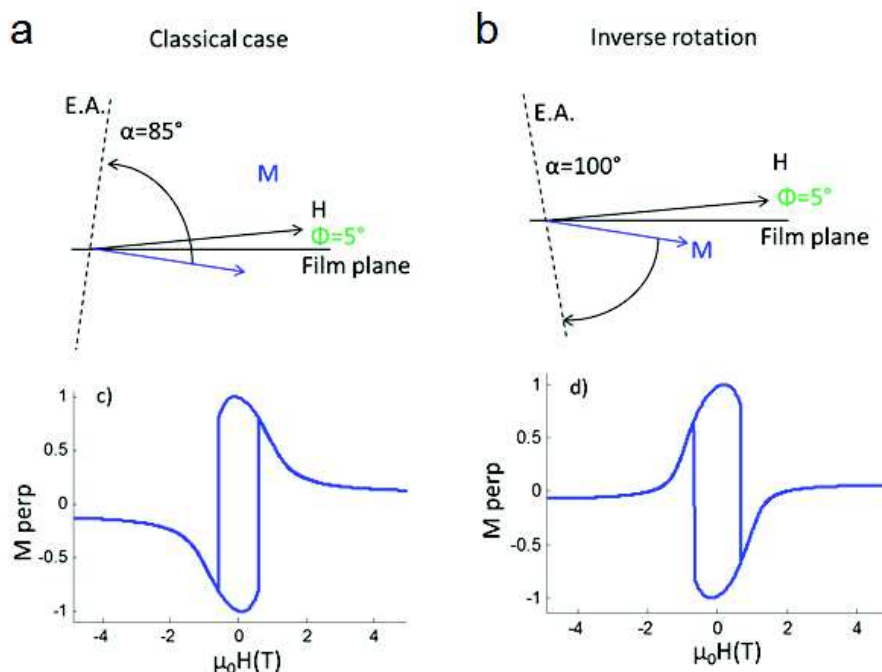 a
Classical case
E.A.
α=85°
M
H
Φ=5°
Film plane
b
Inverse rotation
E.A.
α=100°
H
Φ=5°
Film plane
M
c)
M perp
1
0.5
0
-0.5
-1
-4 -2 0 2 4
μ₀H(T)
d)
M perp
1
0.5
0
-0.5
-1
-4 -2 0 2 4
μ₀H(T)